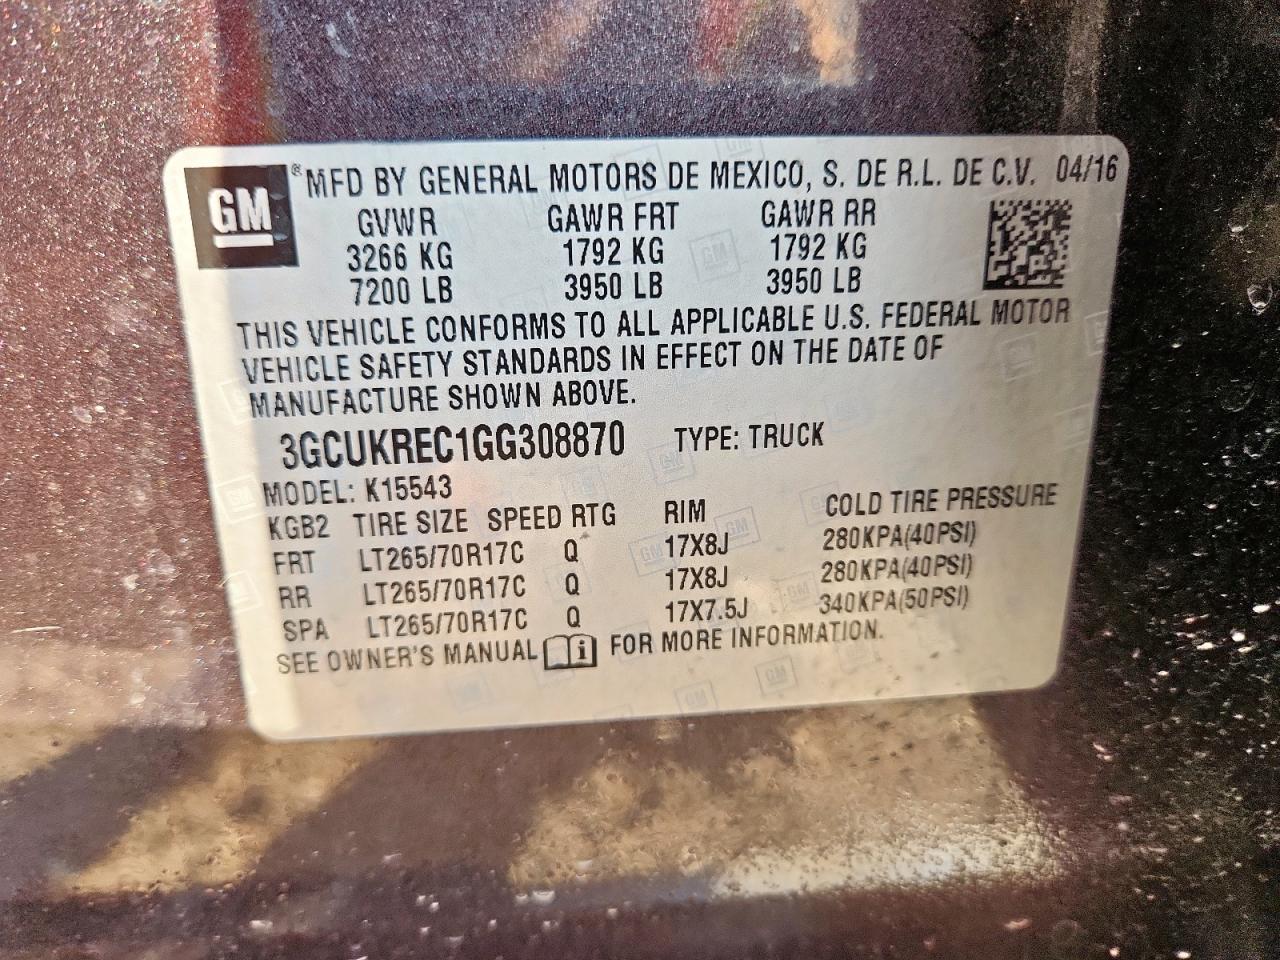 GM ® MFD BY GENERAL MOTORS DE MEXICO, S. DE R.L. DE C.V. 04/16
GVWR GAWR FRT GAWR RR
3266 KG 1792 KG 1792 KG
7200 LB 3950 LB 3950 LB
THIS VEHICLE CONFORMS TO ALL APPLICABLE U.S. FEDERAL MOTOR
VEHICLE SAFETY STANDARDS IN EFFECT ON THE DATE OF
MANUFACTURE SHOWN ABOVE.
3GCUKREC1GG308870 TYPE: TRUCK
MODEL: K15543
KGB2 TIRE SIZE SPEED RTG RIM COLD TIRE PRESSURE
FRT LT265/70R17C Q 17X8J 280KPA(40PSI)
RR LT265/70R17C Q 17X8J 280KPA(40PSI)
SPA LT265/70R17C Q 17X7.5J 340KPA(50PSI)
SEE OWNER'S MANUAL i FOR MORE INFORMATION.